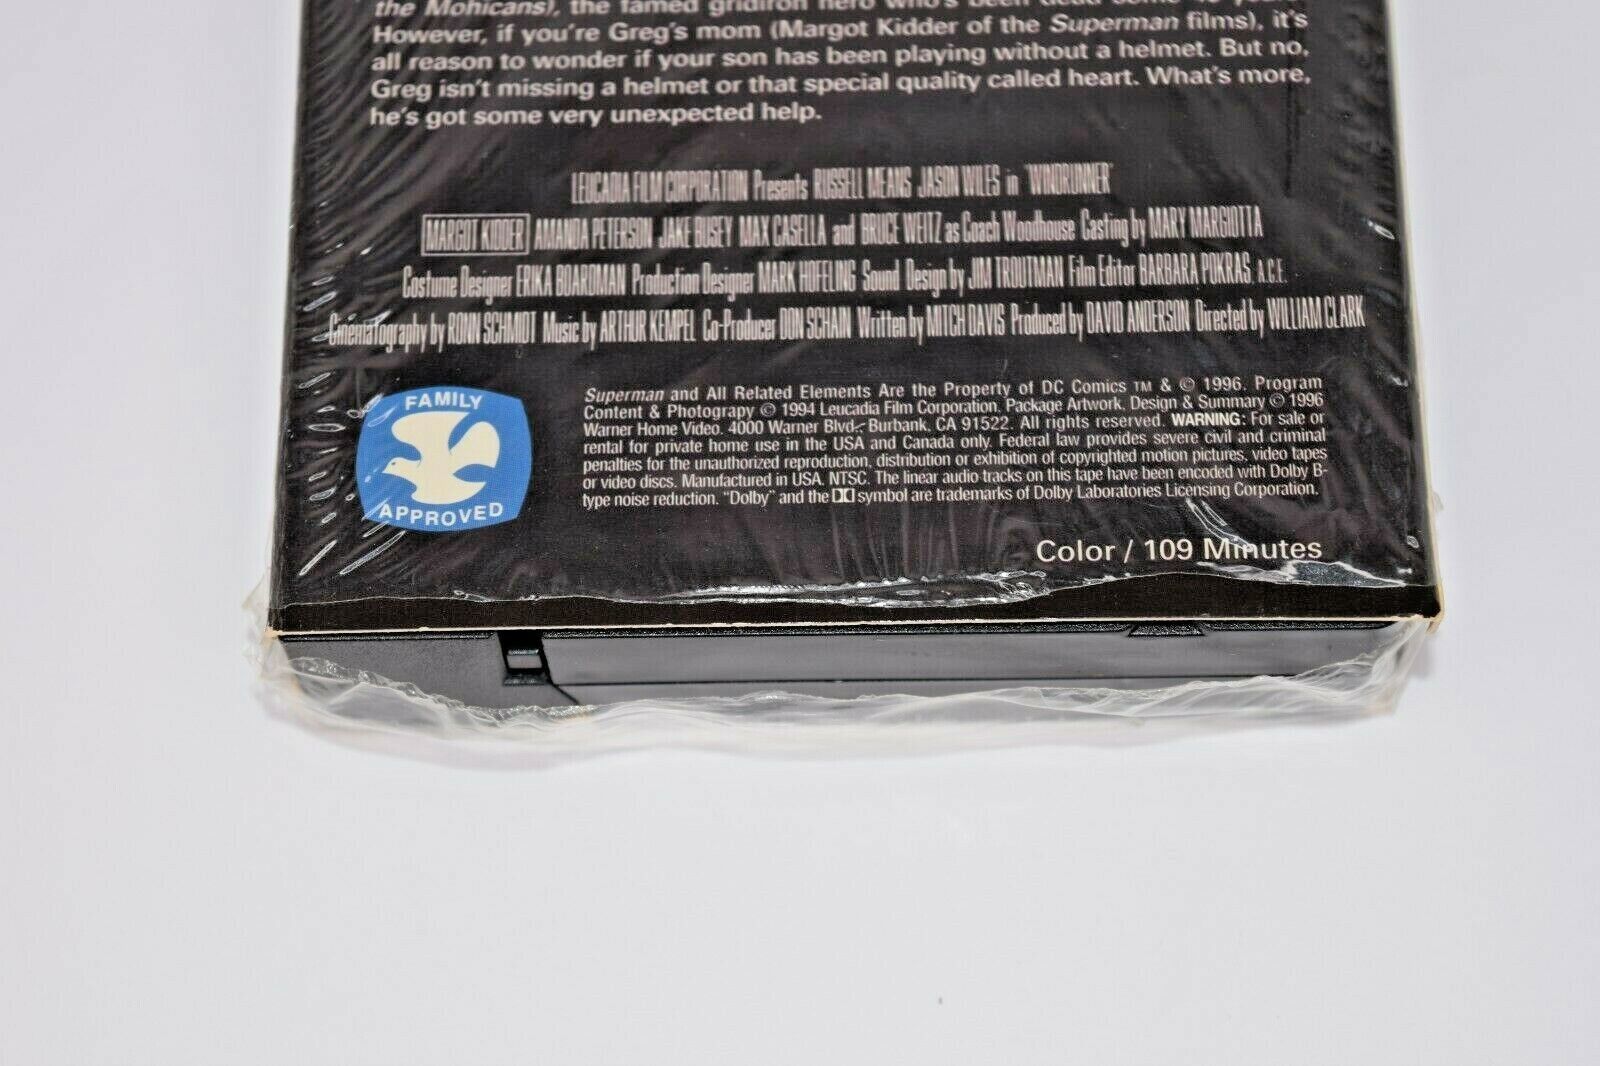 the Mohicans), the famed gridiron hero who's been dead some
However, if you're Greg's mom (Margot Kidder of the Superman films), it's
all reason to wonder if your son has been playing without a helmet. But no,
Greg isn't missing a helmet or that special quality called heart. What's more,
he's got some very unexpected help.
LEUCADIA FILM CORPORATION Presents RUSSELL MEANS JASON WILES in "WINDRUNNER"
MARGOT KIDDER AMANDA PETERSON JAKE BUSEY MAX CASELLA and BRUCE WEITZ as Coach Woodhouse Casting by MARY MARGIOTTA
Costume Designer ERIKA BOARDMAN Production Designer MARK HOFELING Sound Design by JIM TROUTMAN Film Editor BARBARA POKRAS A.C.E.
Cinematography by RONN SCHMIDT Music by ARTHUR KEMPEL Co-Producer DON SCHAIN Written by MITCH DAVIS Produced by DAVID ANDERSON Directed by WILLIAM CLARK
FAMILY
APPROVED
Superman and All Related Elements Are the Property of DC Comics TM & © 1996. Program
Content & Photograpy © 1994 Leucadia Film Corporation. Package Artwork, Design & Summary © 1996
Warner Home Video. 4000 Warner Blvd., Burbank, CA 91522. All rights reserved. WARNING: For sale or
rental for private home use in the USA and Canada only. Federal law provides severe civil and criminal
penalties for the unauthorized reproduction, distribution or exhibition of copyrighted motion pictures, video tapes
or video discs. Manufactured in USA. NTSC. The linear audio tracks on this tape have been encoded with Dolby B-
type noise reduction. "Dolby" and the symbol are trademarks of Dolby Laboratories Licensing Corporation.
Color / 109 Minutes